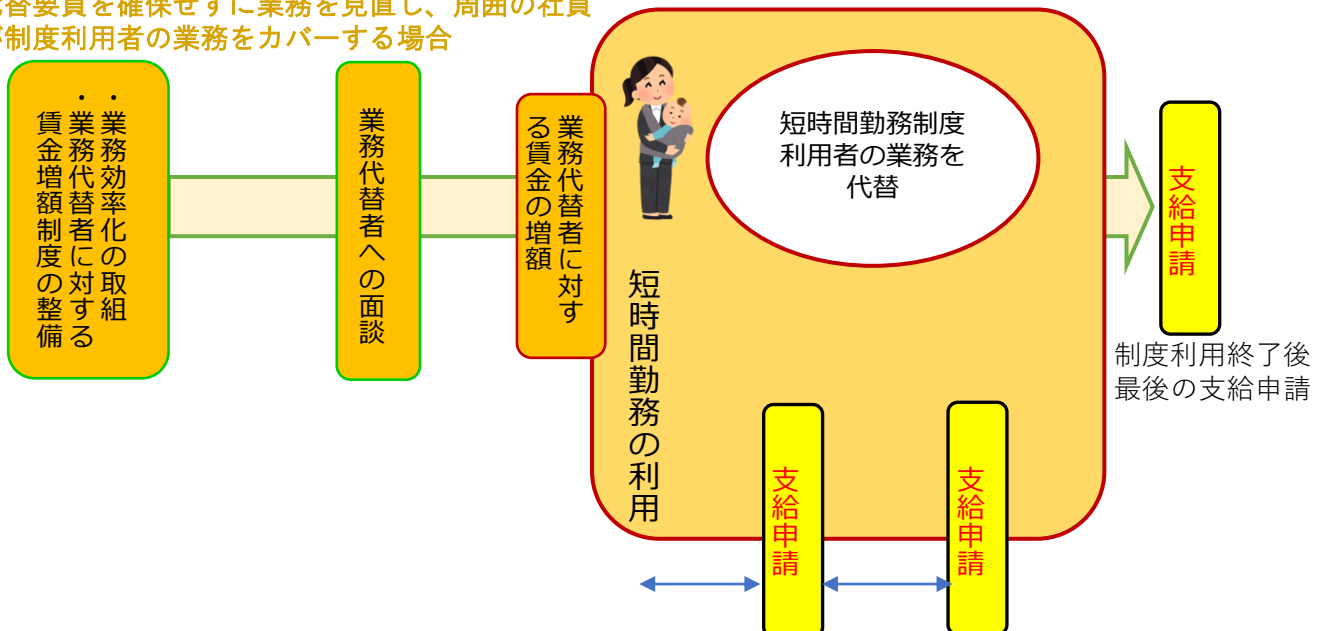 替要員を確保せずに業務を見直し、周囲の社員
制度利用者の業務をカバーする場合
・業務効率化の取組
・業務代替者に対する
賃金増額制度の整備
業務代替者への面談
業務代替者に対す
る賃金の増額
短時間勤務制度
利用者の業務を
代替
短時間勤務の利用
支給申請
制度利用終了後
最後の支給申請
支給申請
支給申請